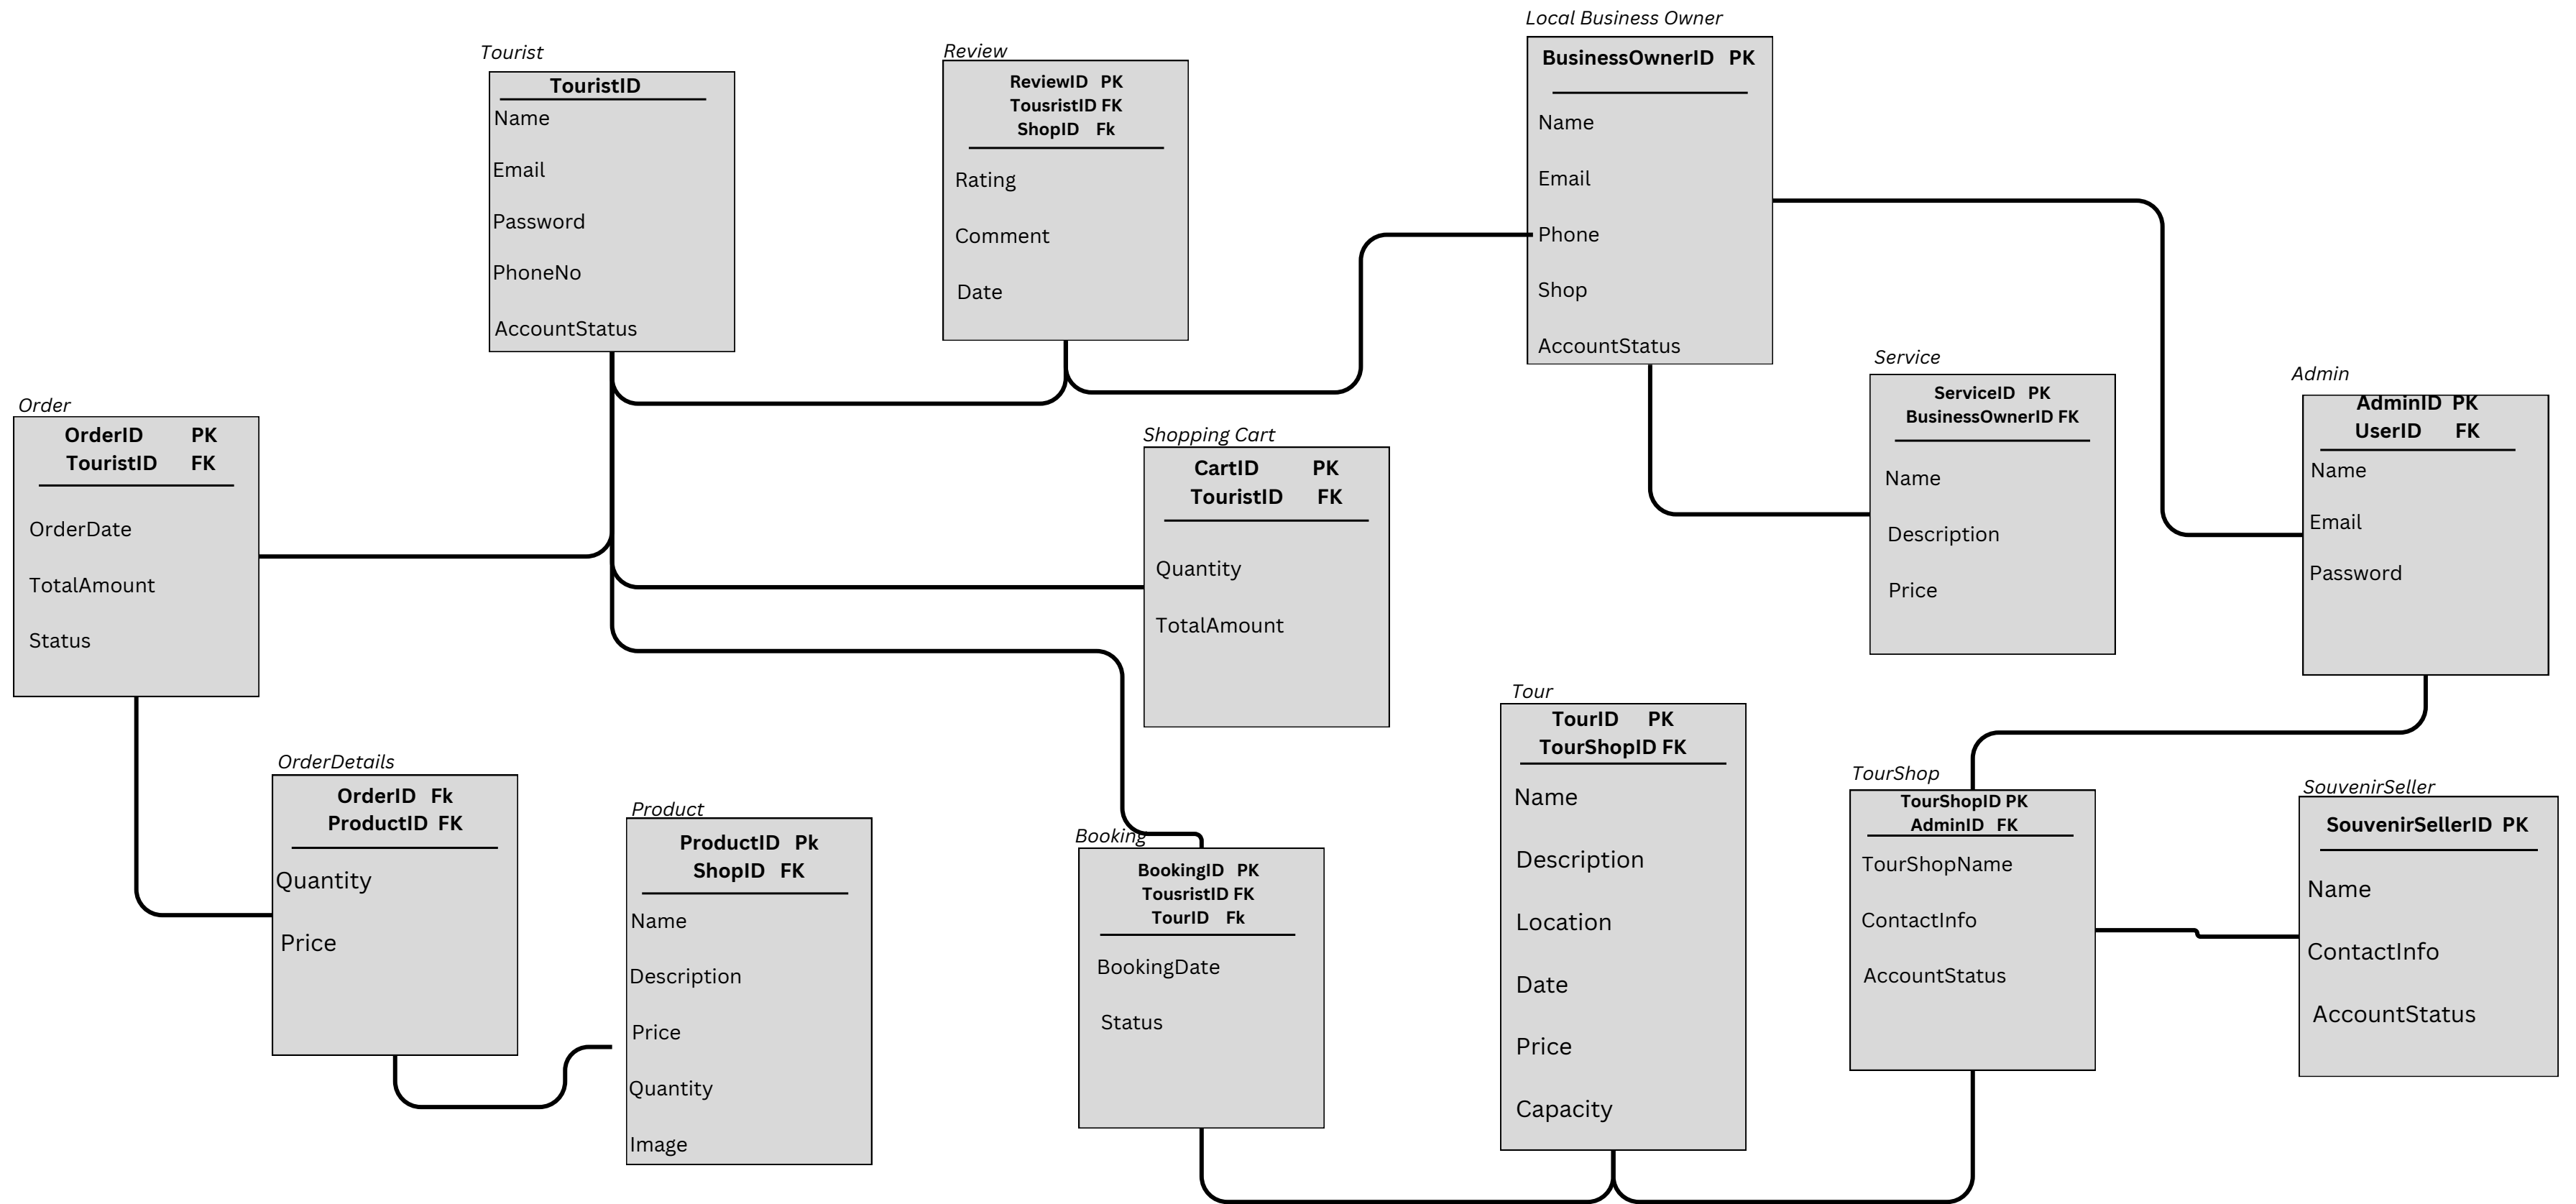 Tourist
TouristID
Name
Email
Password
PhoneNo
AccountStatus
Review
ReviewID PK
TousristID FK
ShopID Fk
Rating
Comment
Date
Local Business Owner
BusinessOwnerID PK
Name
Email
Phone
Shop
AccountStatus
Service
ServiceID PK
BusinessOwnerID FK
Name
Description
Price
Admin
AdminID PK
UserID FK
Name
Email
Password
Order
OrderID PK
TouristID FK
OrderDate
TotalAmount
Status
Shopping Cart
CartID PK
TouristID FK
Quantity
TotalAmount
OrderDetails
OrderID Fk
ProductID FK
Quantity
Price
Product
ProductID Pk
ShopID FK
Name
Description
Price
Quantity
Image
Booking
BookingID PK
TousristID FK
TourID Fk
BookingDate
Status
Tour
TourID PK
TourShopID FK
Name
Description
Location
Date
Price
Capacity
TourShop
TourShopID PK
AdminID FK
TourShopName
ContactInfo
AccountStatus
SouvenirSeller
SouvenirSellerID PK
Name
ContactInfo
AccountStatus